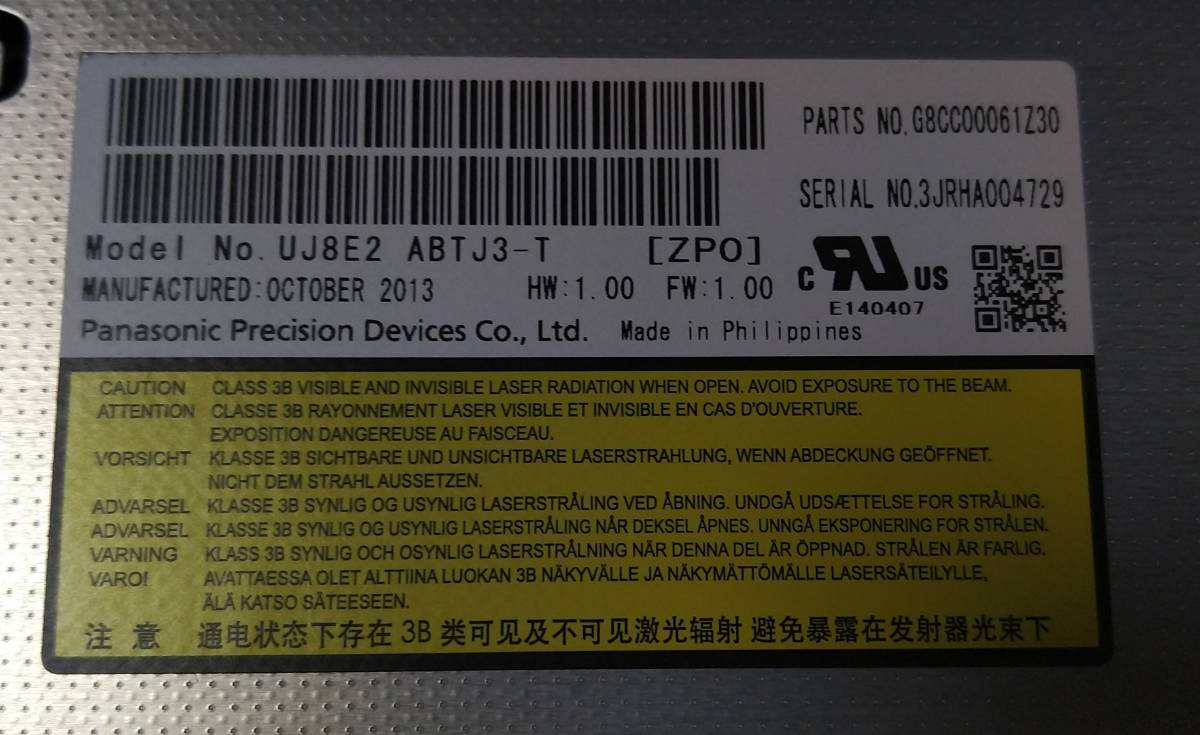 PARTS NO.G8CC00061Z30
SERIAL NO.3JRHA004729
Model No. UJ8E2 ABTJ3-T [ZP0]
MANUFACTURED:OCTOBER 2013 HW:1.00 FW:1.00
C RU US
E140407
Panasonic Precision Devices Co., Ltd. Made in Philippines
CAUTION CLASS 3B VISIBLE AND INVISIBLE LASER RADIATION WHEN OPEN. AVOID EXPOSURE TO THE BEAM.
ATTENTION CLASSE 3B RAYONNEMENT LASER VISIBLE ET INVISIBLE EN CAS D'OUVERTURE.
EXPOSITION DANGEREUSE AU FAISCEAU.
VORSICHT KLASSE 3B SICHTBARE UND UNSICHTBARE LASERSTRAHLUNG, WENN ABDECKUNG GEÖFFNET.
NICHT DEM STRAHL AUSSETZEN.
ADVARSEL KLASSE 3B SYNLIG OG USYNLIG LASERSTRÅLING VED ÅBNING. UNDGÅ UDSÆTTELSE FOR STRÅLING.
ADVARSEL KLASSE 3B SYNLIG OG USYNLIG LASERSTRÅLING NÅR DEKSEL ÅPNES. UNNGÅ EKSPONERING FOR STRÅLEN.
VARNING KLASS 3B SYNLIG OCH OSYNLIG LASERSTRÅLNING NÄR DENNA DEL ÄR ÖPPNAD. STRÅLEN ÄR FARLIG.
VARO! AVATTAESSA OLET ALTTIINA LUOKAN 3B NÄKYVÄLLE JA NÄKYMÄTTÖMÄLLE LASERSÄTEILYLLE,
ÄLÄ KATSO SÄTEESEEN.
注 意 通电状态下存在 3B 类可见及不可见激光辐射 避免暴露在发射器光束下